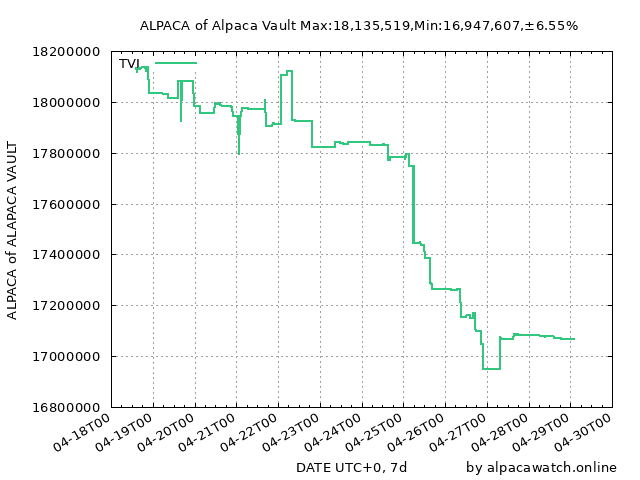 ALPACA of Alpaca Vault Max:18,135,519,Min:16,947,607,±6.55%
TVL
18200000
18000000
17800000
17600000
17400000
17200000
17000000
16800000
ALPACA of ALAPACA VAULT
04-18T00
04-19T00
04-20T00
04-21T00
04-22T00
04-23T00
04-24T00
04-25T00
04-26T00
04-27T00
04-28T00
04-29T00
04-30T00
DATE UTC+0, 7d
by alpacawatch.online